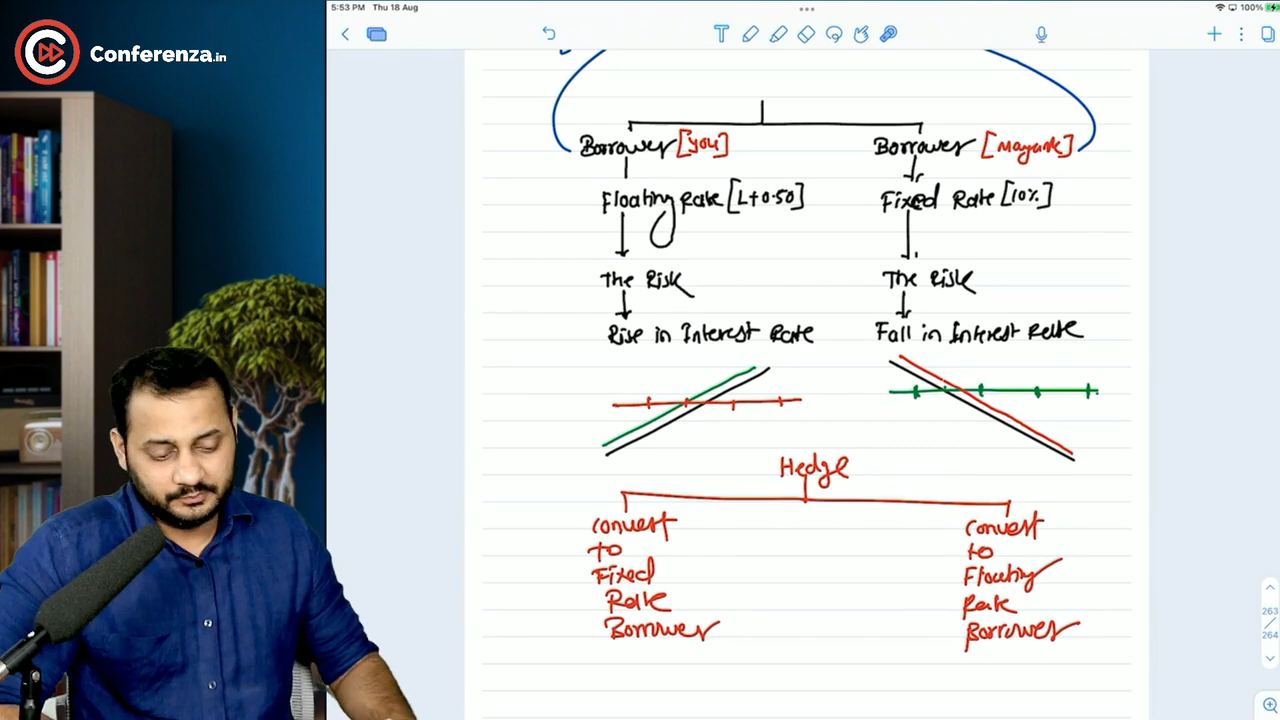 5:53 PM Thu 18 Aug
100%
Conferenza.in
Borrower [you]
Borrower [Mayank]
Floating Rate [L+0.50]
Fixed Rate [10%]
The Risk
The Risk
Rise in Interest Rate
Fall in Interest Rate
Hedge
Convert
to
Fixed
Rate
Borrower
Convert
to
Floating
Rate
Borrower
263
264